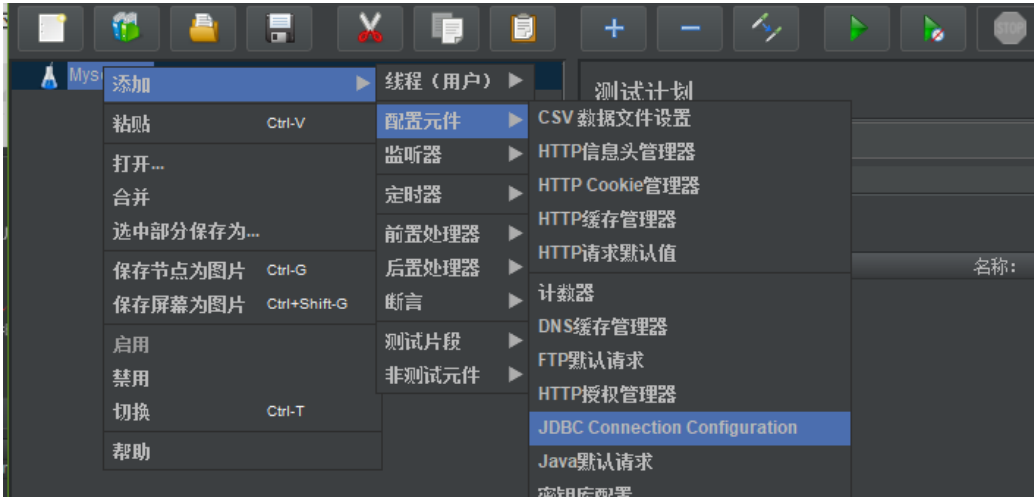 STOP
Mys
测试计划
名称:
添加
粘贴 Ctrl-V
打开...
合并
选中部分保存为...
保存节点为图片 Ctrl-G
保存屏幕为图片 Ctrl+Shift-G
启用
禁用
切换 Ctrl-T
帮助
线程（用户）
配置元件
监听器
定时器
前置处理器
后置处理器
断言
测试片段
非测试元件
CSV 数据文件设置
HTTP信息头管理器
HTTP Cookie管理器
HTTP缓存管理器
HTTP请求默认值
计数器
DNS缓存管理器
FTP默认请求
HTTP授权管理器
JDBC Connection Configuration
Java默认请求
密钥库配置